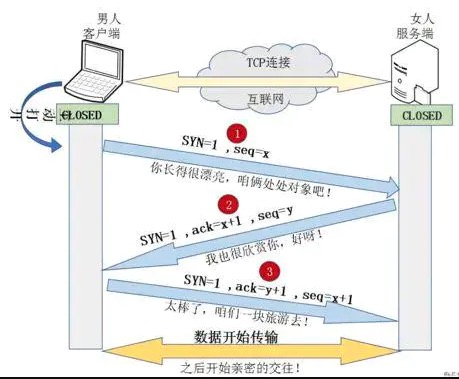 男人
客户端
女人
服务端
TCP连接
互联网
CLOSED
CLOSED
动打开
1
SYN=1 ,seq=x
你长得很漂亮,咱俩处处对象吧!
2
SYN=1 ,ack=x+1 ,seq=y
我也很欣赏你,好呀!
3
SYN=1 ,ack=y+1 ,seq=x+1
太棒了,咱们一块旅游去!
数据开始传输
之后开始亲密的交往!